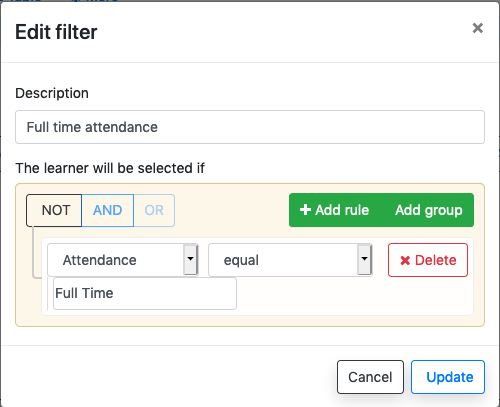 Edit filter ×
Description
Full time attendance
The learner will be selected if
NOT AND OR + Add rule Add group
Attendance equal × Delete
Full Time
Cancel Update